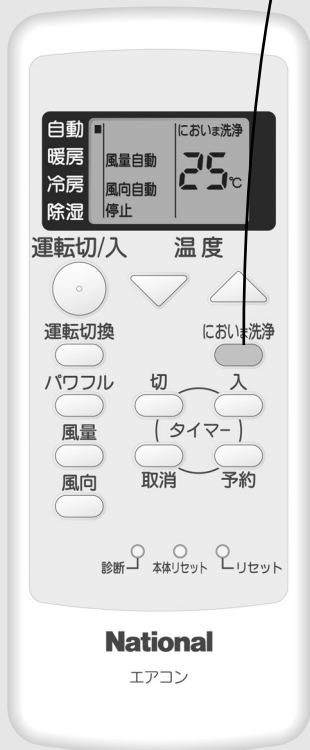 自動 におい洗浄
暖房 風量自動 25℃
冷房 風向自動
除湿 停止
運転切/入 温度
運転切換 におい洗浄
パワフル 切 入
風量 (タイマー)
風向 取消 予約
診断 本体リセット リセット
National
エアコン